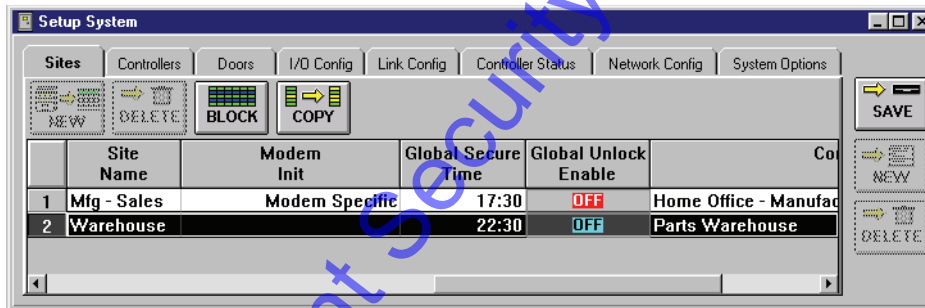 Setup System
Sites Controllers Doors I/O Config Link Config Controller Status Network Config System Options
NEW DELETE BLOCK COPY SAVE
Site Name Modem Init Global Secure Time Global Unlock Enable Co
NEW
1 Mfg - Sales Modem Specific 17:30 OFF Home Office - Manufac
2 Warehouse 22:30 OFF Parts Warehouse
DELETE
nt Security